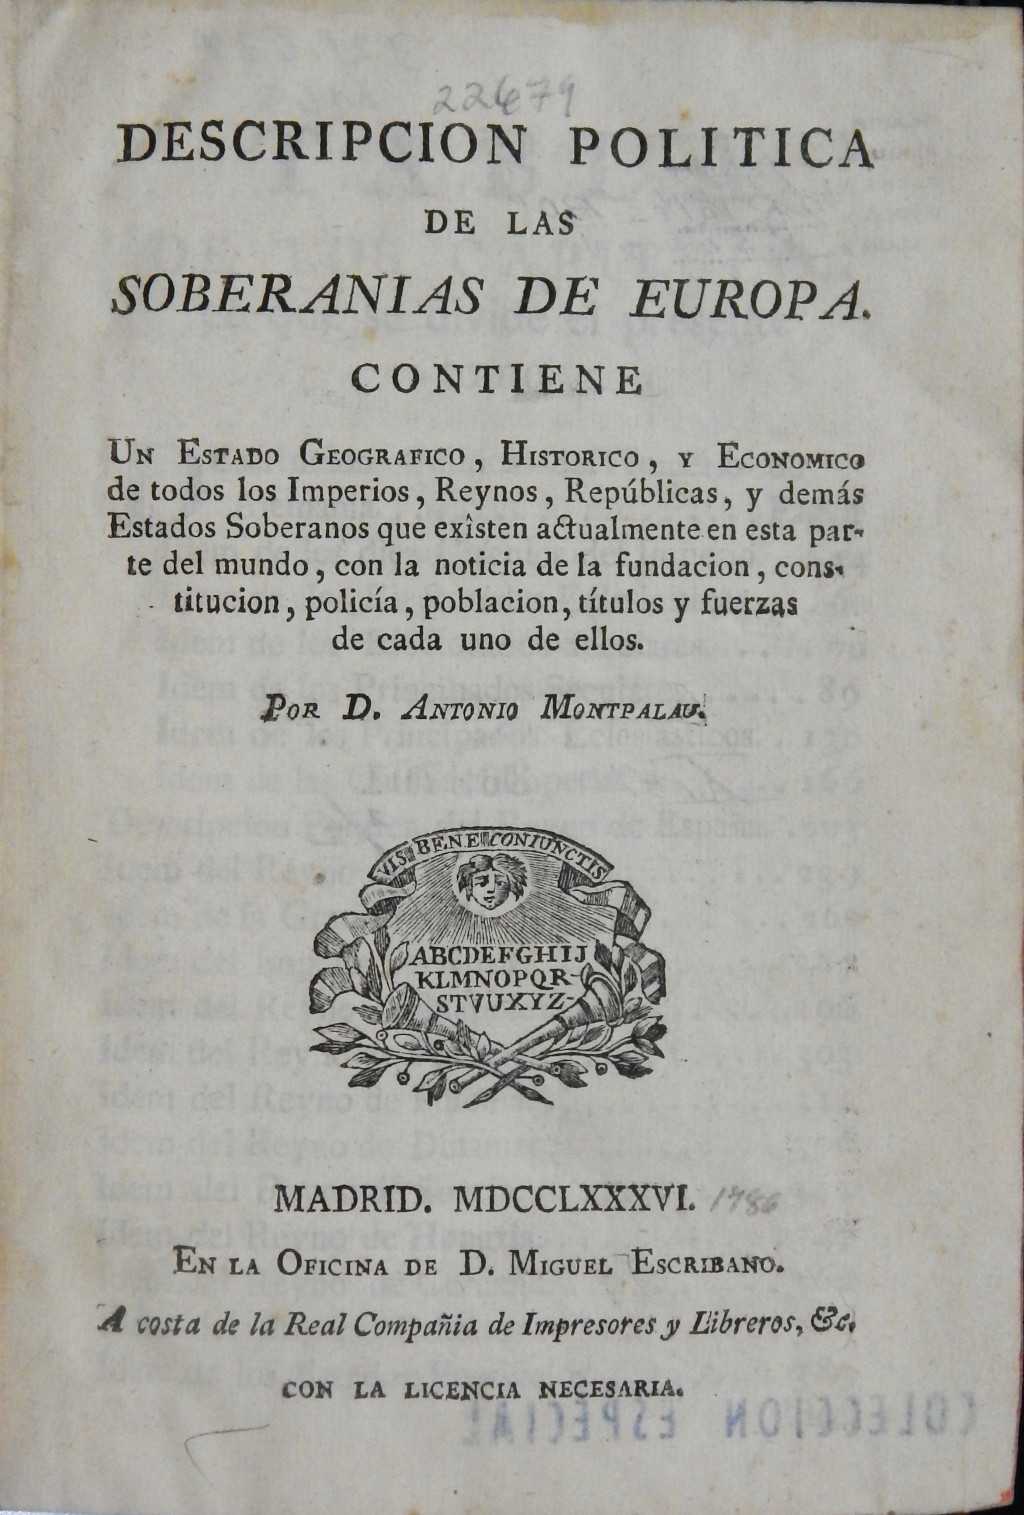 22679
DESCRIPCION POLITICA
DE LAS
SOBERANIAS DE EUROPA.
CONTIENE
UN ESTADO GEOGRAFICO, HISTORICO, Y ECONOMICO
de todos los Imperios, Reynos, Repúblicas, y demás
Estados Soberanos que exîsten actualmente en esta par-
te del mundo, con la noticia de la fundacion, cons-
titucion, policía, poblacion, títulos y fuerzas
de cada uno de ellos.
POR D. ANTONIO MONTPALAU.
VIS BENE CONIUNCTIS
ABCDEFGHIJ
KLMNOPQR-
STVUXYZ-
MADRID. MDCCLXXXVI. 1786
EN LA OFICINA DE D. MIGUEL ESCRIBANO.
A costa de la Real Compañia de Impresores y Libreros, &c.
CON LA LICENCIA NECESARIA.
COLECCION ESPECIAL